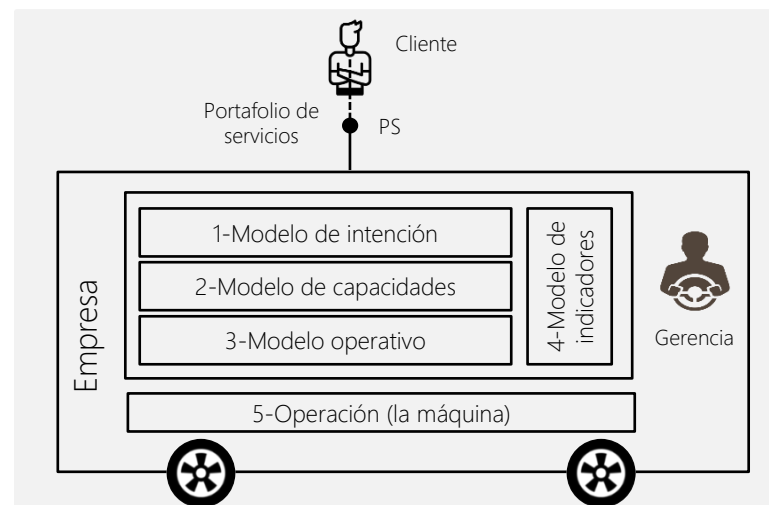 Cliente
Portafolio de
servicios
PS
Empresa
1-Modelo de intención
2-Modelo de capacidades
3-Modelo operativo
4-Modelo de
indicadores
Gerencia
5-Operación (la máquina)